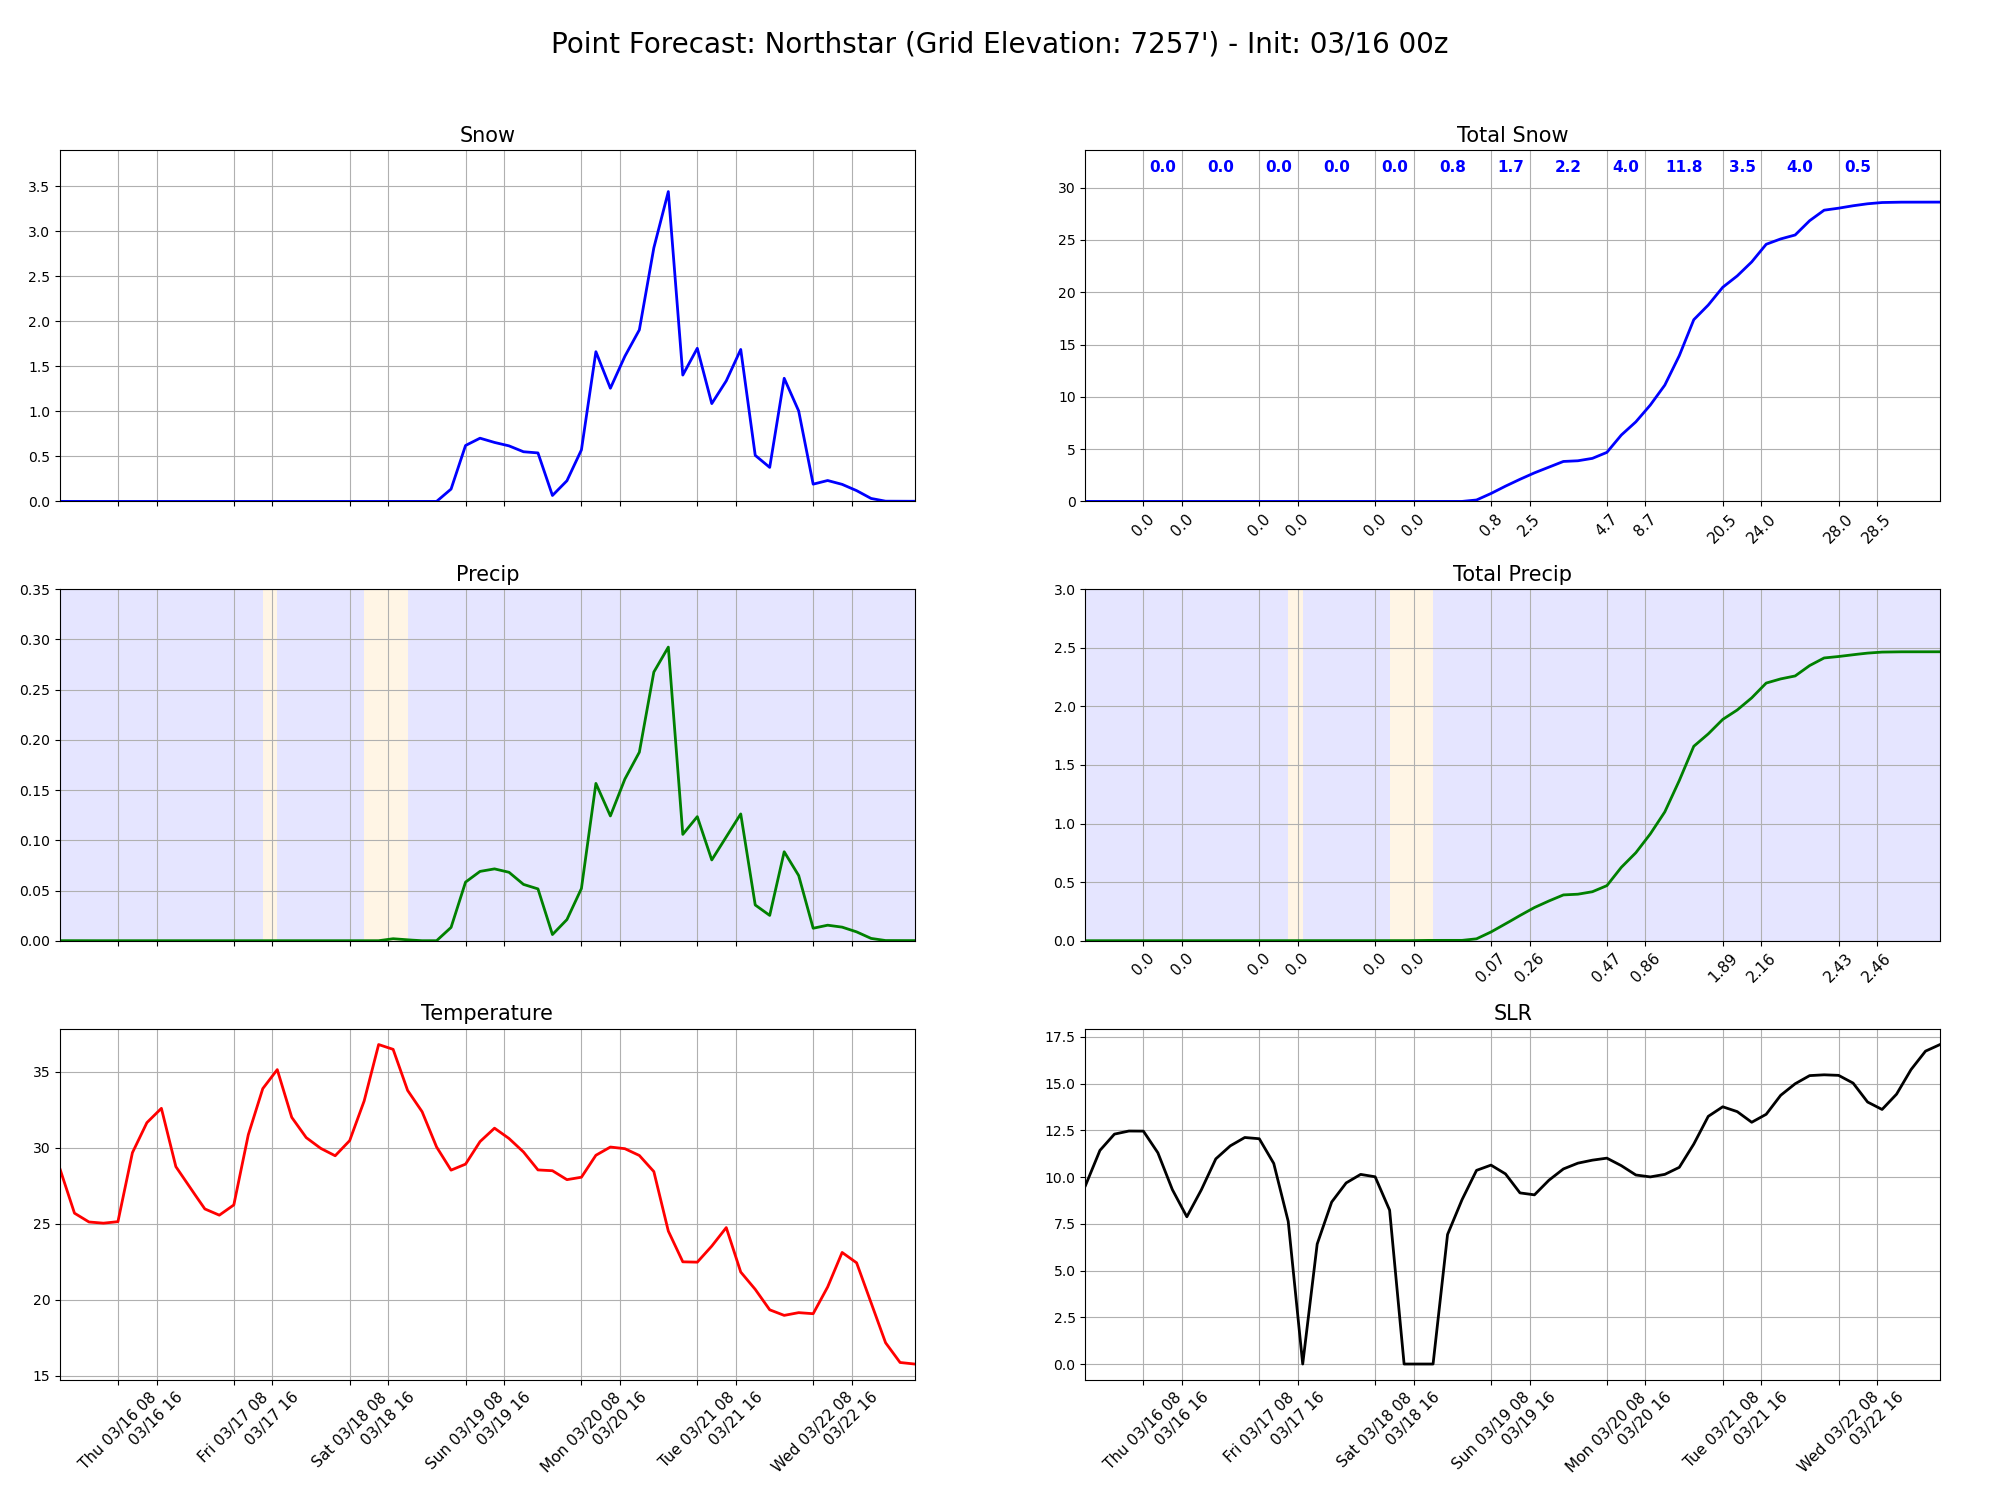 Point Forecast: Northstar (Grid Elevation: 7257') - Init: 03/16 00z
Snow
3.5
3.0
2.5
2.0
1.5
1.0
0.5
0.0
Total Snow
0.0 0.0 0.0 0.0 0.0 0.8 1.7 2.2 4.0 11.8 3.5 4.0 0.5
30
25
20
15
10
5
0
0.0 0.0 0.0 0.0 0.0 0.0 0.8 2.5 4.7 8.7 20.5 24.0 28.0 28.5
Precip
0.35
0.30
0.25
0.20
0.15
0.10
0.05
0.00
Total Precip
3.0
2.5
2.0
1.5
1.0
0.5
0.0
0.0 0.0 0.0 0.0 0.0 0.0 0.07 0.26 0.47 0.86 1.89 2.16 2.43 2.46
Temperature
35
30
25
20
15
Thu 03/16 08
03/16 16
Fri 03/17 08
03/17 16
Sat 03/18 08
03/18 16
Sun 03/19 08
03/19 16
Mon 03/20 08
03/20 16
Tue 03/21 08
03/21 16
Wed 03/22 08
03/22 16
SLR
17.5
15.0
12.5
10.0
7.5
5.0
2.5
0.0
Thu 03/16 08
03/16 16
Fri 03/17 08
03/17 16
Sat 03/18 08
03/18 16
Sun 03/19 08
03/19 16
Mon 03/20 08
03/20 16
Tue 03/21 08
03/21 16
Wed 03/22 08
03/22 16